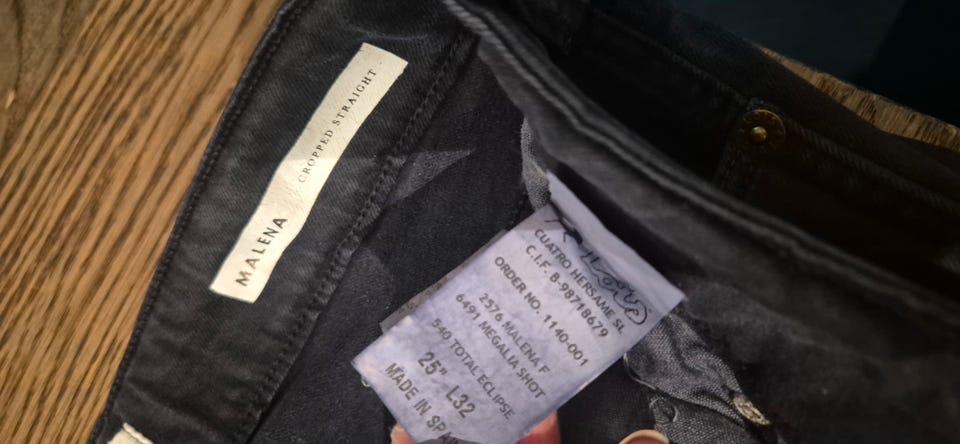 MALENA
CROPPED STRAIGHT
CUATRO HERSAME SL
C.I.F. B-98718679
ORDER NO. 1140-001
2576 MALENA F
6491 MEGALIA SHOT
540 TOTAL ECLIPSE
25" L32
MADE IN